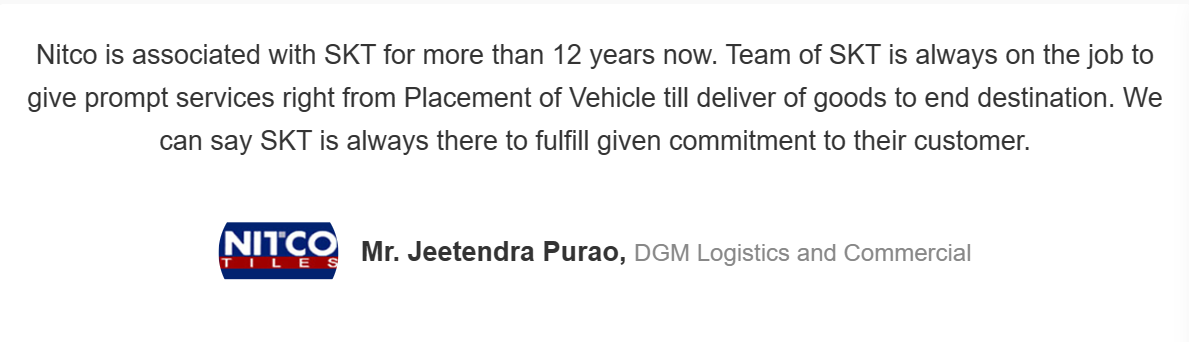 Nitco is associated with SKT for more than 12 years now. Team of SKT is always on the job to
give prompt services right from Placement of Vehicle till deliver of goods to end destination. We
can say SKT is always there to fulfill given commitment to their customer.
NITCO
TILES
Mr. Jeetendra Purao, DGM Logistics and Commercial